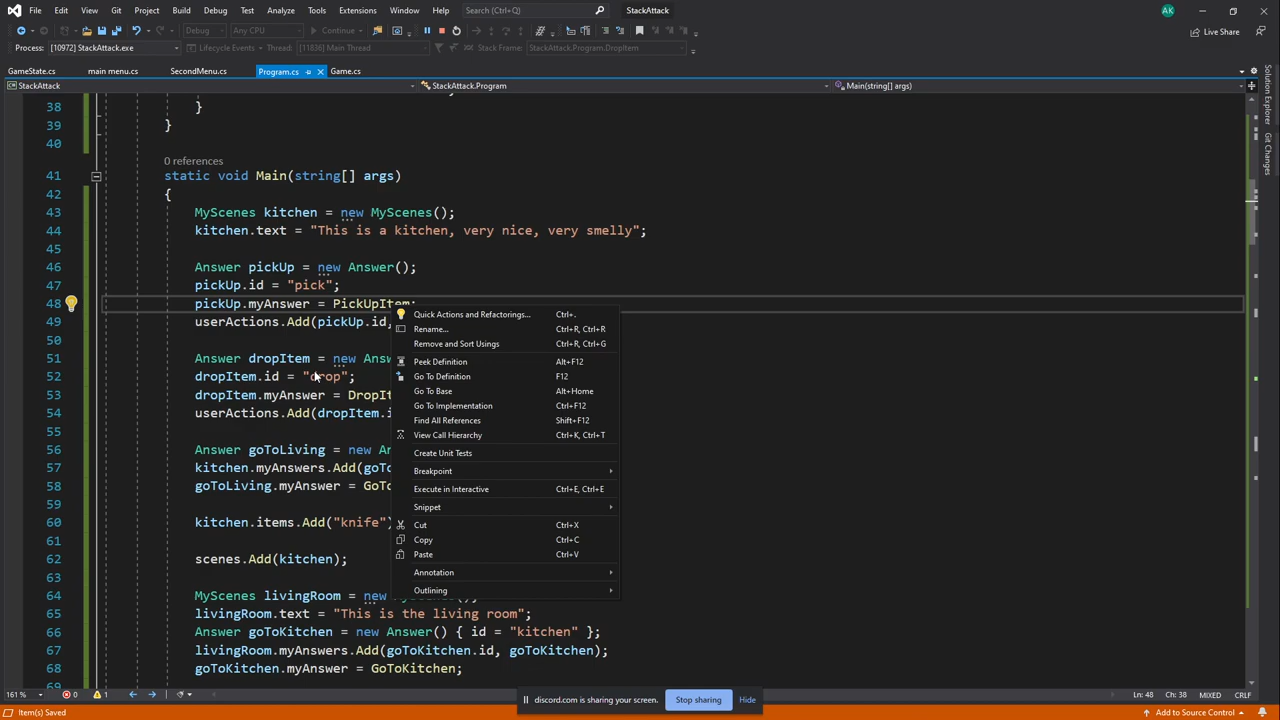 File Edit View Git Project Build Debug Test Analyze Tools Extensions Window Help Search (Ctrl+Q) StackAttack AK
Debug Any CPU Continue Live Share
Process: [10972] StackAttack.exe Lifecycle Events Thread: [11836] Main Thread Stack Frame: StackAttack.Program.DropItem
GameState.cs main menu.cs SecondMenu.cs Program.cs Game.cs
StackAttack StackAttack.Program Main(string[] args)
Solution Explorer
Git Changes
38 }
39 }
40
0 references
41 static void Main(string[] args)
42 {
43 MyScenes kitchen = new MyScenes();
44 kitchen.text = "This is a kitchen, very nice, very smelly";
45
46 Answer pickUp = new Answer();
47 pickUp.id = "pick";
48 pickUp.myAnswer = PickUpItem;
49 userActions.Add(pickUp.id,
50
51 Answer dropItem = new Ans
52 dropItem.id = "drop";
53 dropItem.myAnswer = DropIt
54 userActions.Add(dropItem.i
55
56 Answer goToLiving = new An
57 kitchen.myAnswers.Add(goTo
58 goToLiving.myAnswer = GoTo
59
60 kitchen.items.Add("knife")
61
62 scenes.Add(kitchen);
63
64 MyScenes livingRoom = new
65 livingRoom.text = "This is the living room";
66 Answer goToKitchen = new Answer() { id = "kitchen" };
67 livingRoom.myAnswers.Add(goToKitchen.id, goToKitchen);
68 goToKitchen.myAnswer = GoToKitchen;
Quick Actions and Refactorings... Ctrl+.
Rename... Ctrl+R, Ctrl+R
Remove and Sort Usings Ctrl+R, Ctrl+G
Peek Definition Alt+F12
Go To Definition F12
Go To Base Alt+Home
Go To Implementation Ctrl+F12
Find All References Shift+F12
View Call Hierarchy Ctrl+K, Ctrl+T
Create Unit Tests
Breakpoint
Execute in Interactive Ctrl+E, Ctrl+E
Snippet
Cut Ctrl+X
Copy Ctrl+C
Paste Ctrl+V
Annotation
Outlining
161 % 0 1 Ln: 48 Ch: 38 MIXED CRLF
discord.com is sharing your screen. Stop sharing Hide
Item(s) Saved Add to Source Control